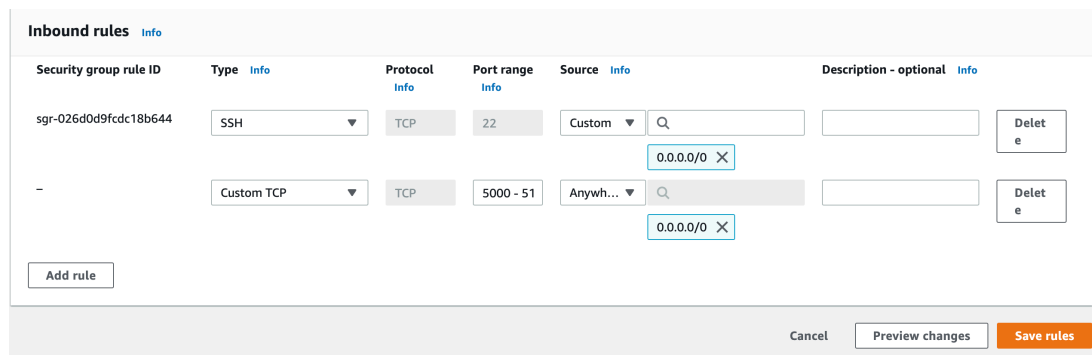 Inbound rules Info
Security group rule ID Type Info Protocol Info Port range Info Source Info Description - optional Info
sgr-026d0d9fcdc18b644 SSH TCP 22 Custom Delet
e
0.0.0.0/0
– Custom TCP TCP 5000 - 51 Anywh... Delet
e
0.0.0.0/0
Add rule
Cancel Preview changes Save rules